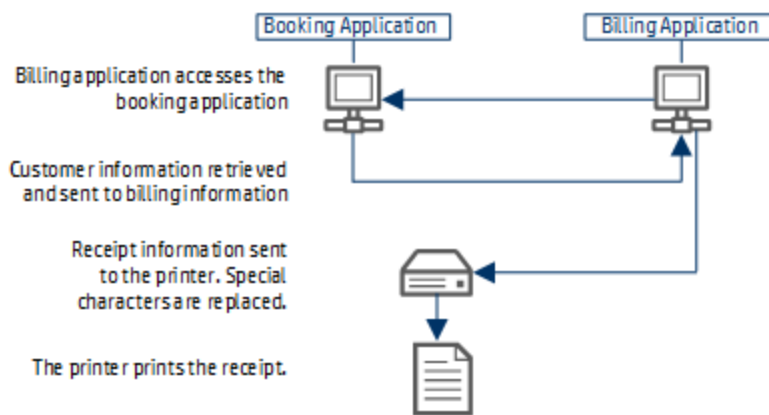 Booking Application
Billing Application
Billing application accesses the
booking application
Customer information retrieved
and sent to billing information
Receipt information sent
to the printer. Special
characters are replaced.
The printer prints the receipt.